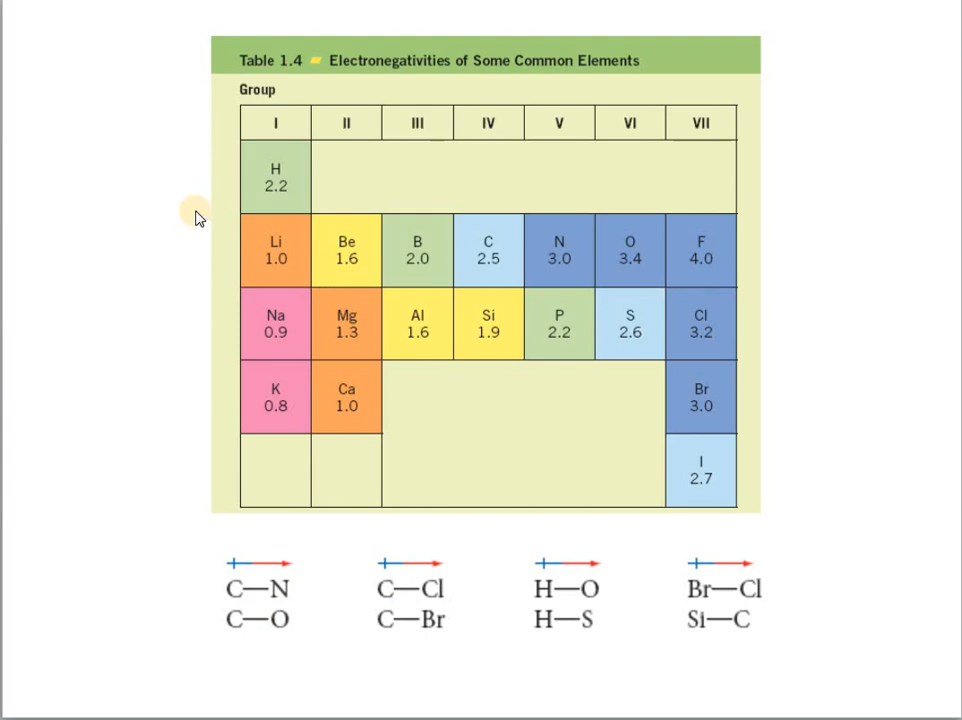 Table 1.4 Electronegativities of Some Common Elements
Group
I II III IV V VI VII
H
2.2
Li Be B C N O F
1.0 1.6 2.0 2.5 3.0 3.4 4.0
Na Mg Al Si P S Cl
0.9 1.3 1.6 1.9 2.2 2.6 3.2
K Ca Br
0.8 1.0 3.0
I
2.7
C—N C—Cl H—O Br—Cl
C—O C—Br H—S Si—C